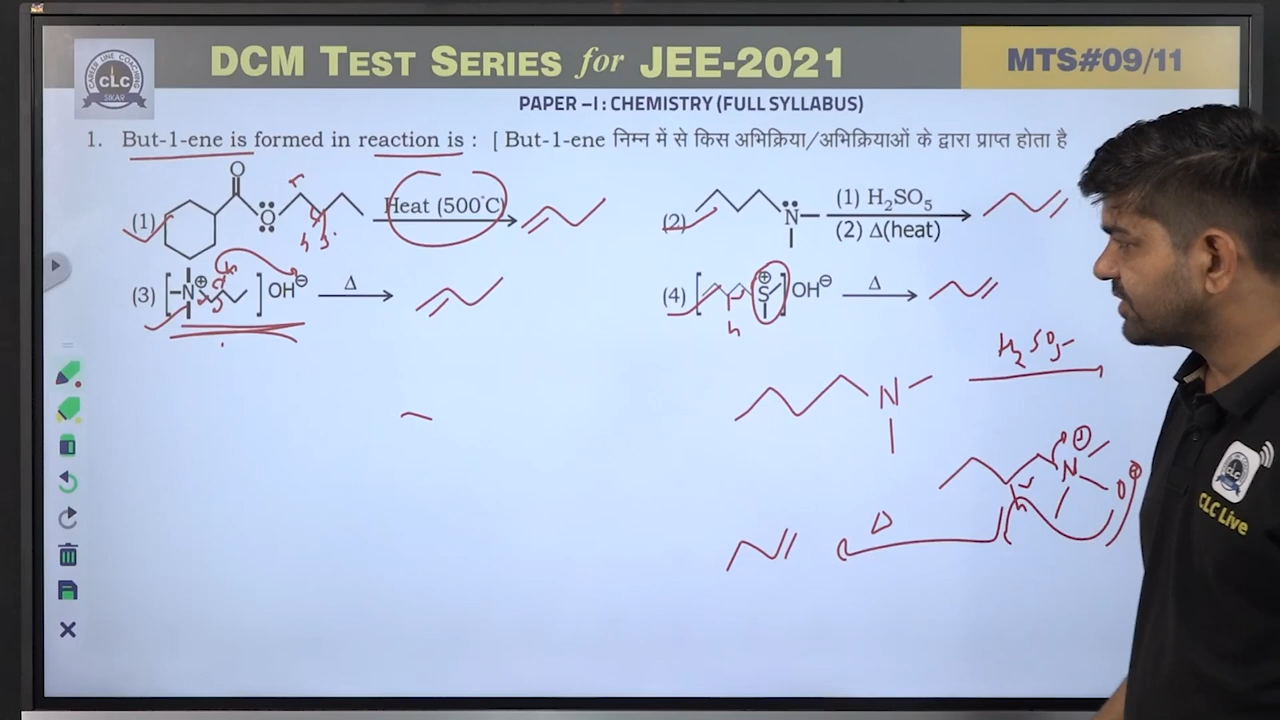 DCM TEST SERIES for JEE-2021
MTS#09/11
CAREER LINE COACHING
CLC
SIKAR
PAPER –I : CHEMISTRY (FULL SYLLABUS)
1. But-1-ene is formed in reaction is : [ But-1-ene निम्न में से किस अभिक्रिया/अभिक्रियाओं के द्वारा प्राप्त होता है
(1) O O Heat (500°C)
(2) N (1) H₂SO₅
(2) Δ(heat)
(3) [ N⊕ ] OH⊖ Δ
(4) [ S⊕ ] OH⊖ Δ
h
H₂SO₅
N
N
h
Δ
CLC
CLC Live